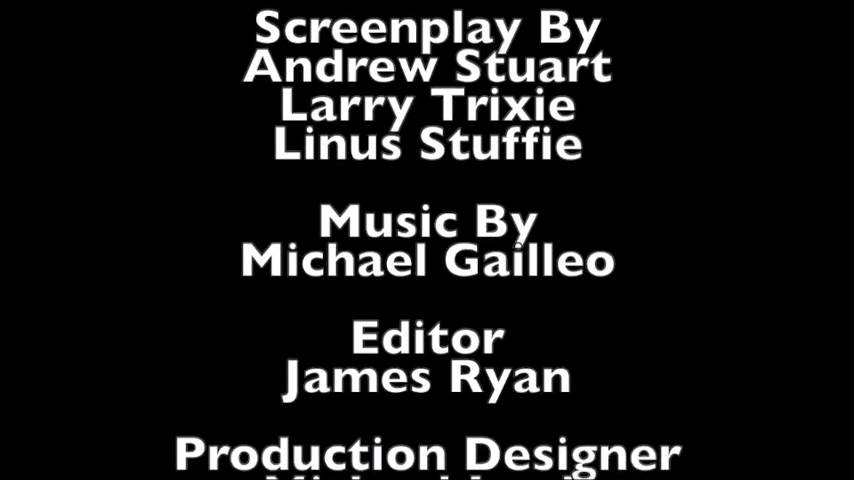 Screenplay By
Andrew Stuart
Larry Trixie
Linus Stuffie
Music By
Michael Gailleo
Editor
James Ryan
Production Designer